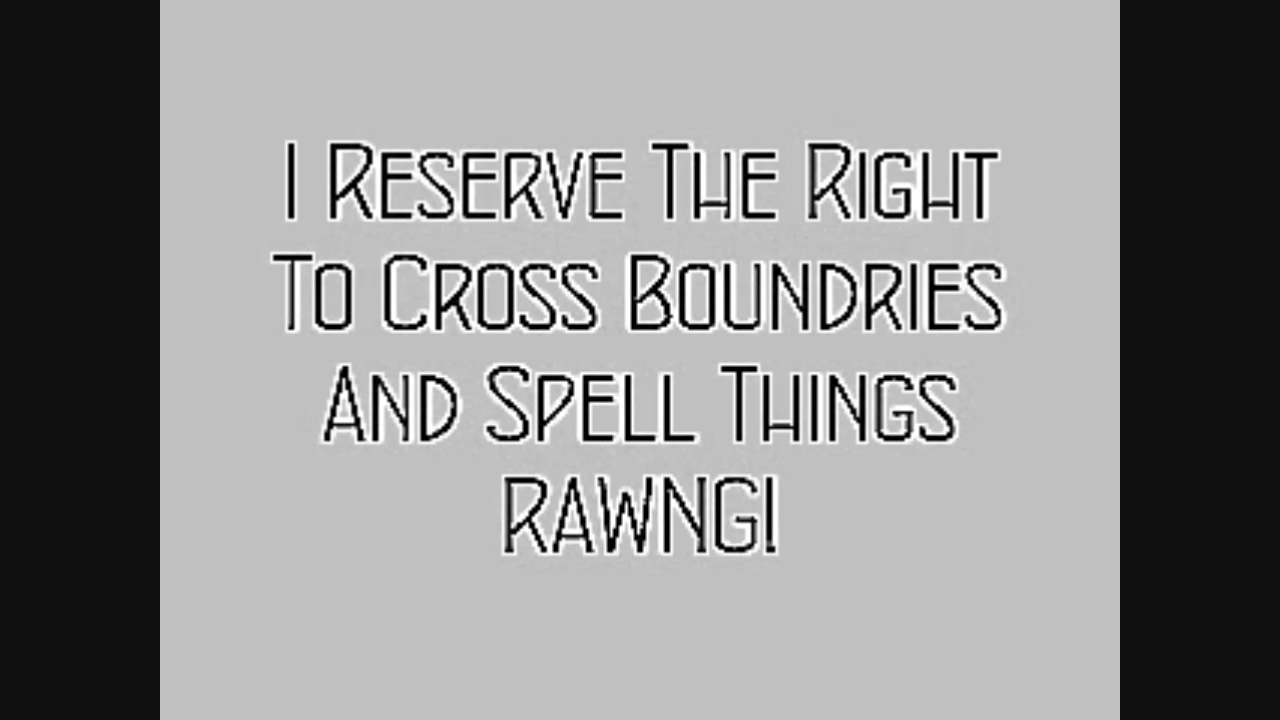 I Reserve The Right
To Cross Boundries
And Spell Things
RAWNG!